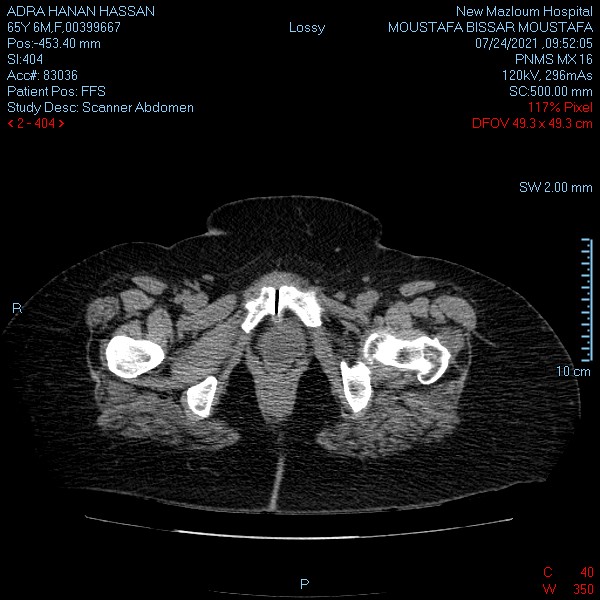 ADRA HANAN HASSAN
65Y 6M,F,00399667
Pos:-453.40 mm
SI:404
Acc#: 83036
Patient Pos: FFS
Study Desc: Scanner Abdomen
< 2 - 404 >
Lossy
New Mazloum Hospital
MOUSTAFA BISSAR MOUSTAFA
07/24/2021 ,09:52:05
PNMS MX 16
120kV, 296mAs
SC:500.00 mm
117% Pixel
DFOV 49.3 x 49.3 cm
SW 2.00 mm
R
10 cm
P
C 40
W 350